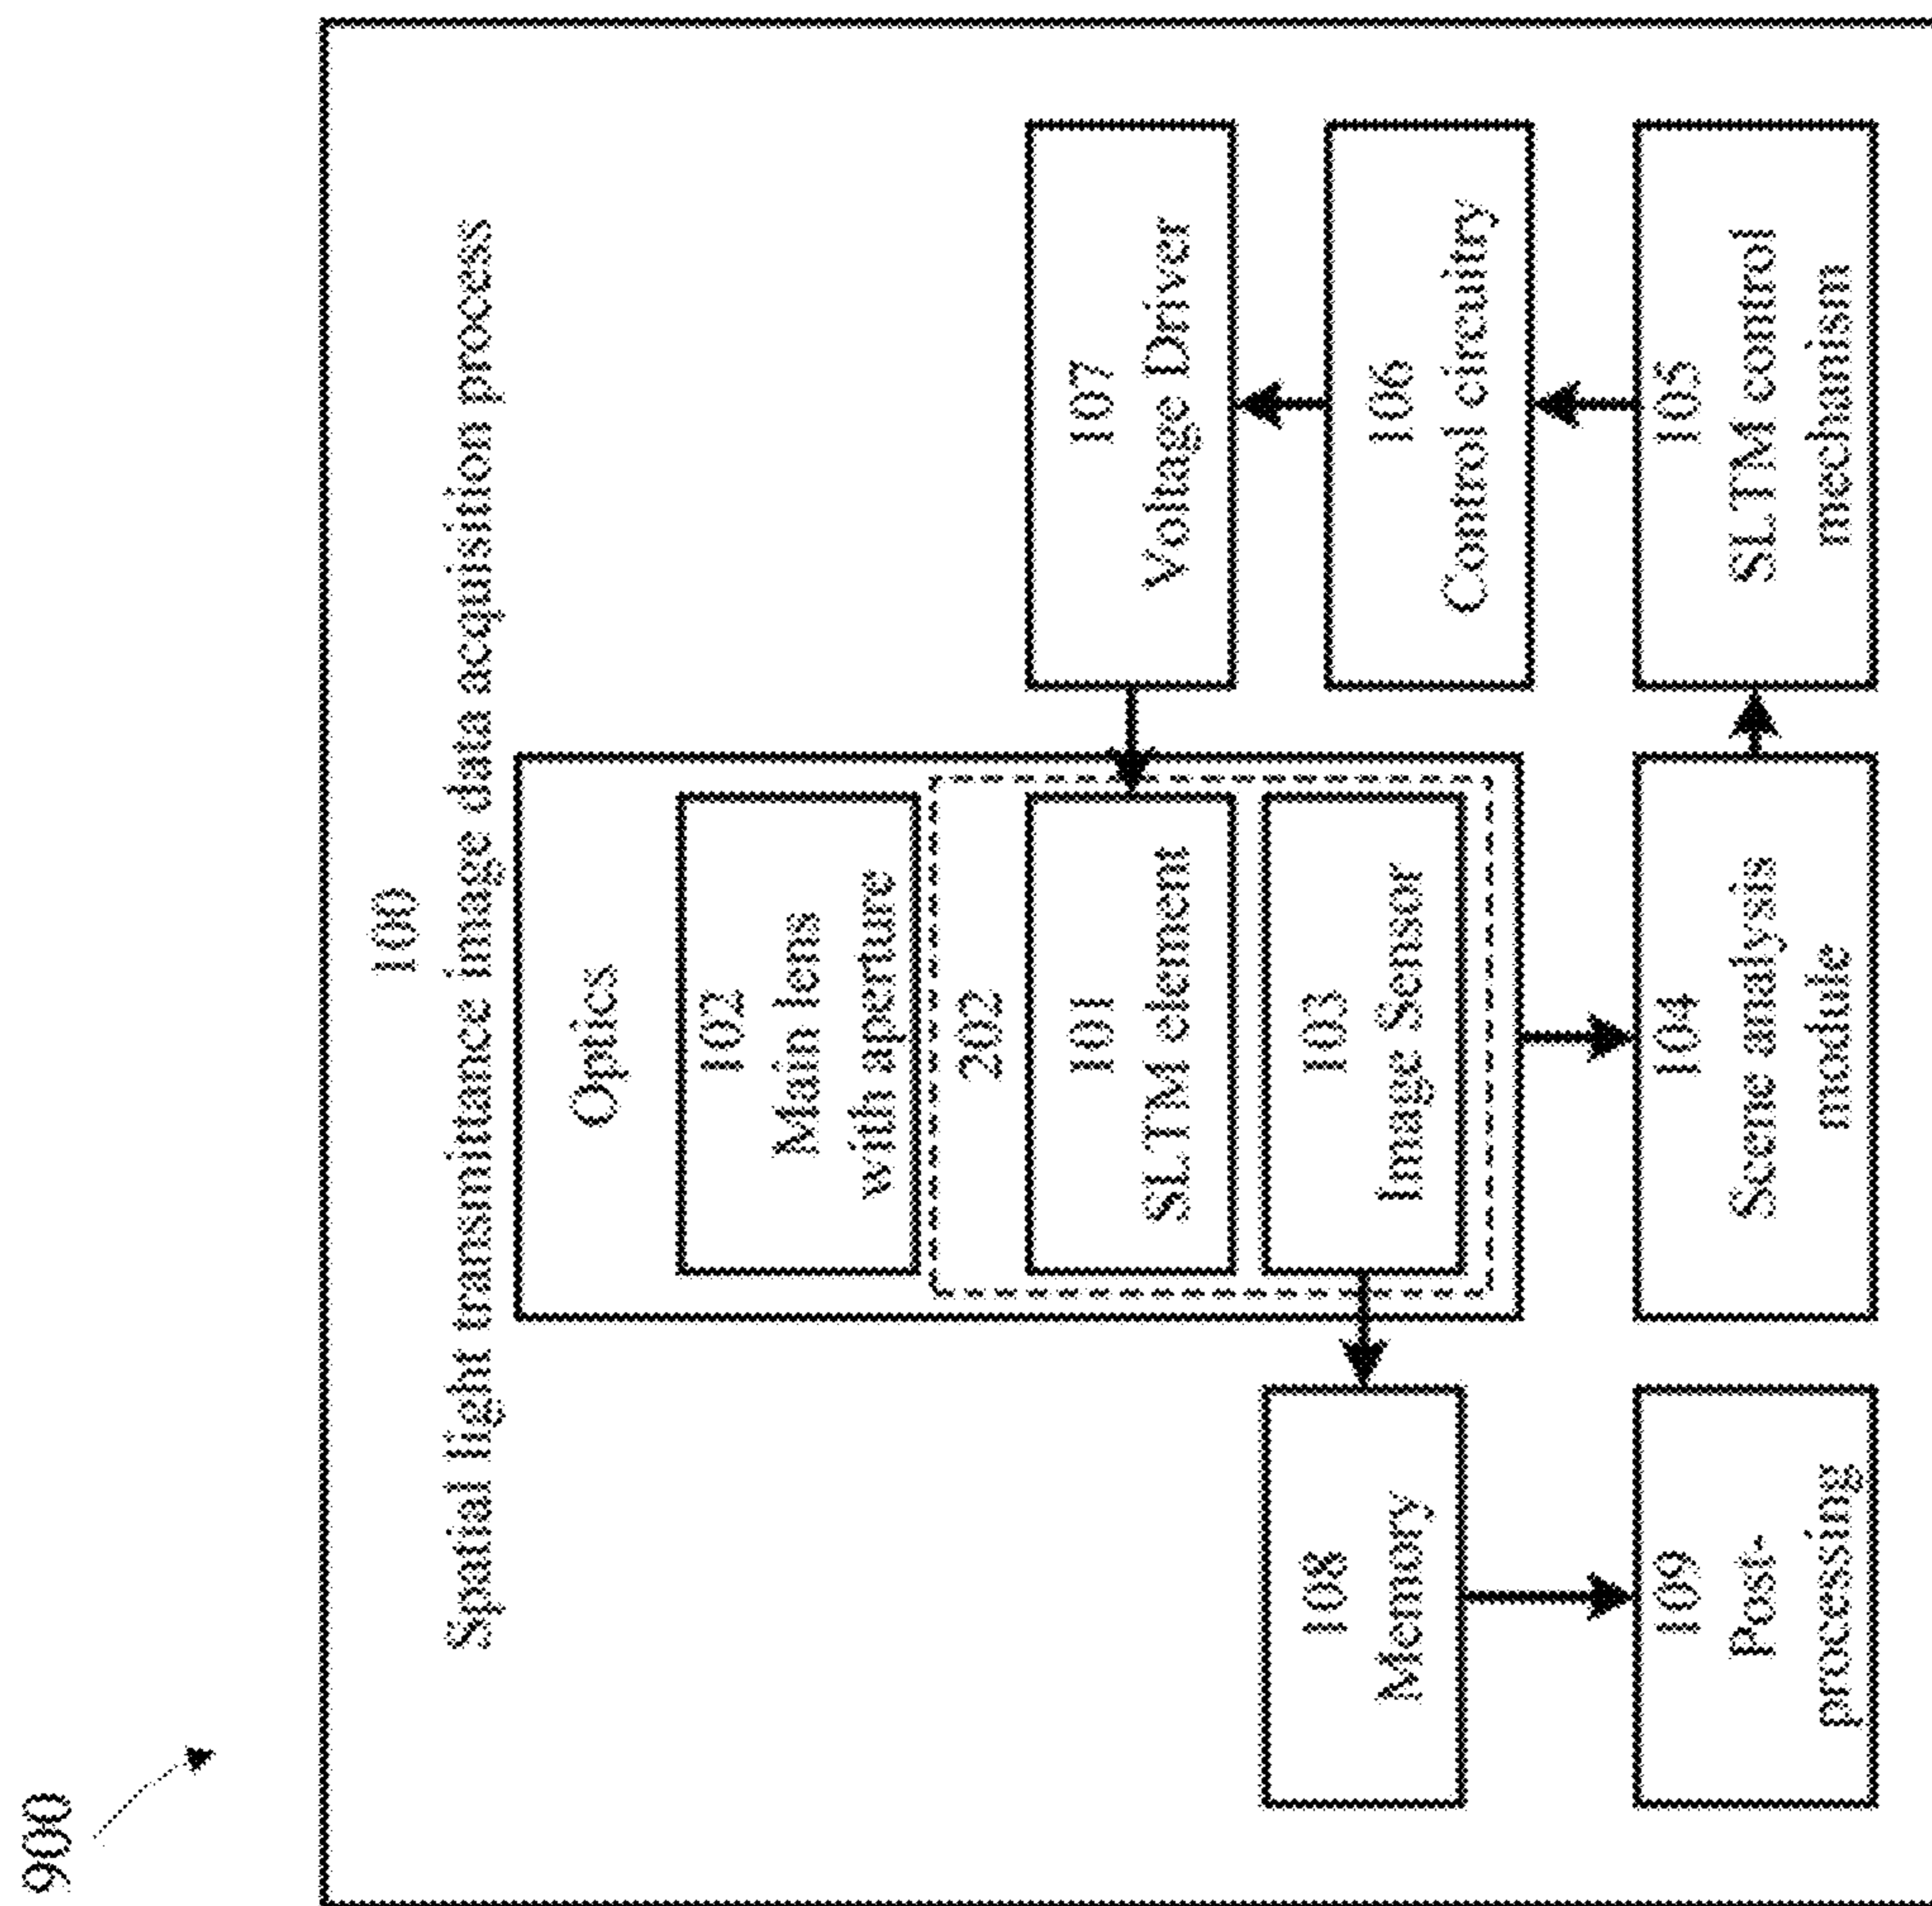 900
100
Spatial light transmittance image data acquisition process
Optics
102
Main lens
with aperture
202
101
SLTM element
103
Image Sensor
107
Voltage Driver
106
Control circuitry
108
Memory
109
Post-
processing
104
Scene analysis
module
105
SLTM control
mechanism